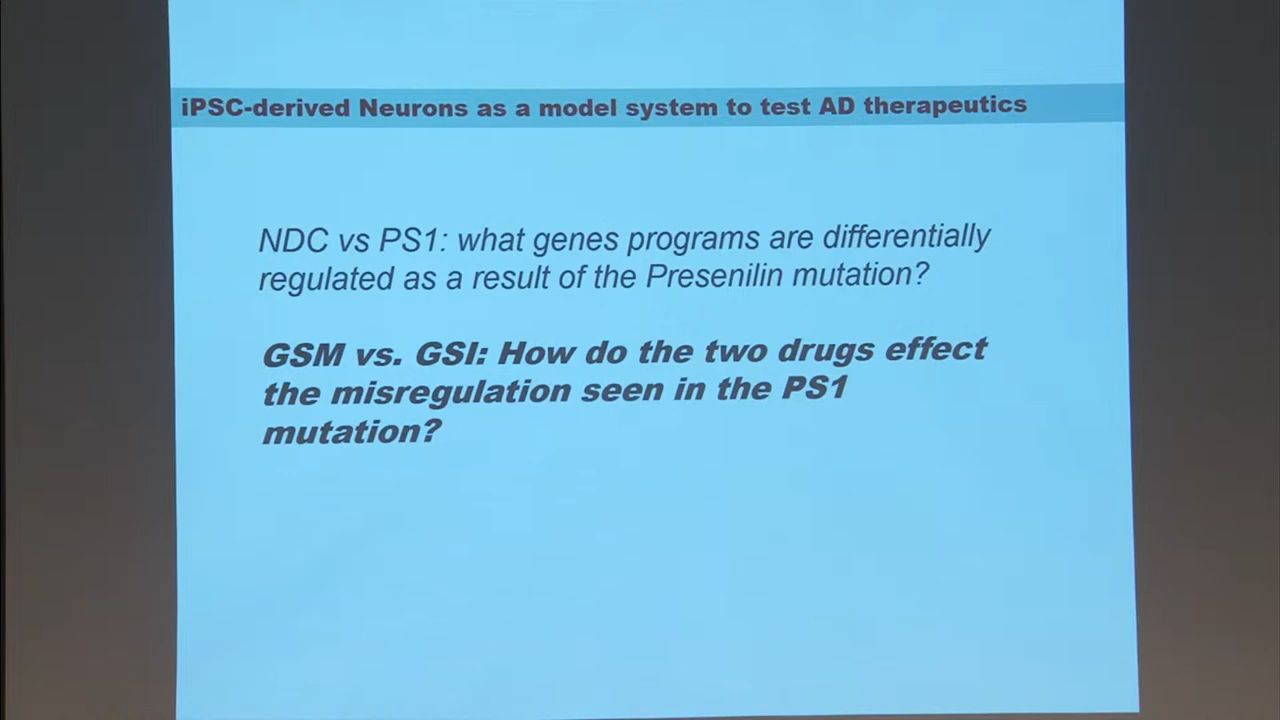 iPSC-derived Neurons as a model system to test AD therapeutics
NDC vs PS1: what genes programs are differentially
regulated as a result of the Presenilin mutation?
GSM vs. GSI: How do the two drugs effect
the misregulation seen in the PS1
mutation?